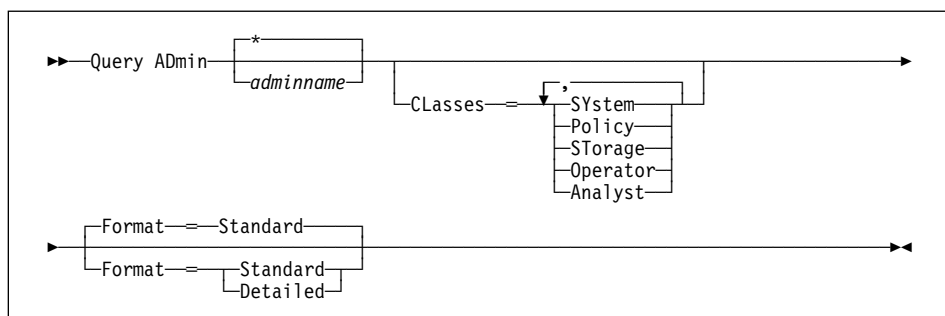 *
Query ADmin
adminname
,
CLasses = SYstem
Policy
STorage
Operator
Analyst
Format = Standard
Format = Standard
Detailed